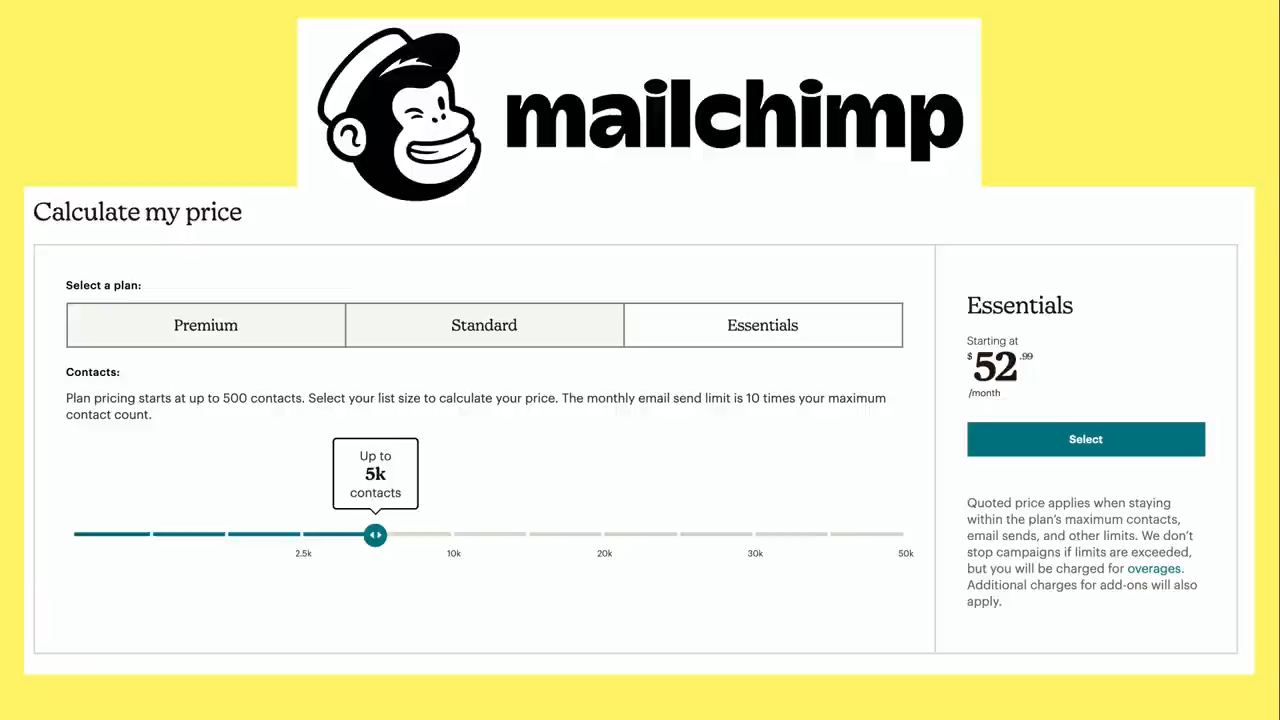 mailchimp
Calculate my price
Select a plan:
Premium
Standard
Essentials
Contacts:
Plan pricing starts at up to 500 contacts. Select your list size to calculate your price. The monthly email send limit is 10 times your maximum
contact count.
Up to
5k
contacts
2.5k
10k
20k
30k
50k
Essentials
Starting at
$52.99
/month
Select
Quoted price applies when staying
within the plan's maximum contacts,
email sends, and other limits. We don't
stop campaigns if limits are exceeded,
but you will be charged for overages.
Additional charges for add-ons will also
apply.